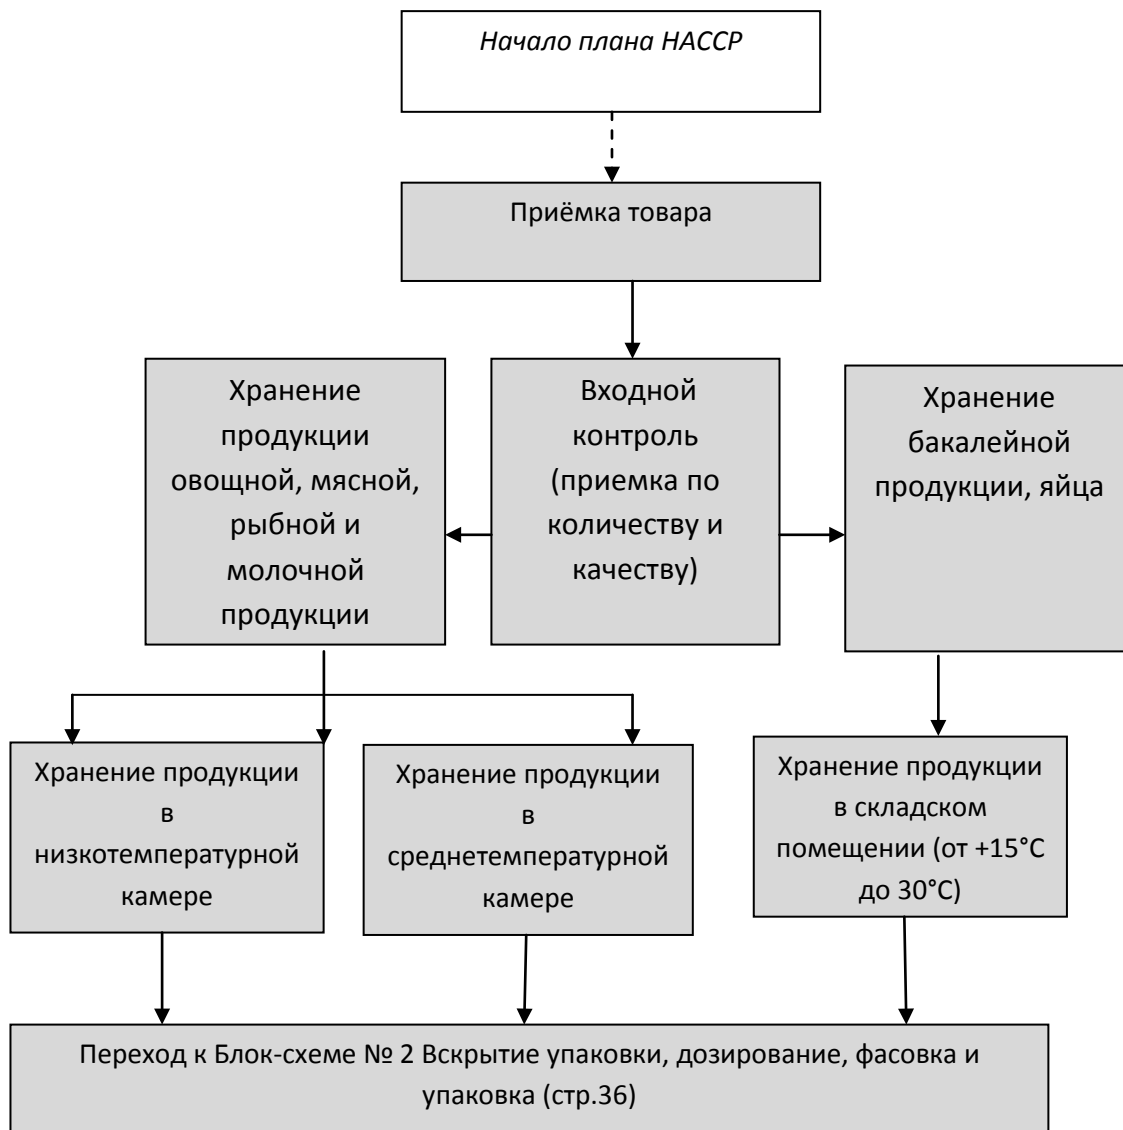 Начало плана НАССР
Приёмка товара
Хранение
продукции
овощной, мясной,
рыбной и
молочной
продукции
Входной
контроль
(приемка по
количеству и
качеству)
Хранение
бакалейной
продукции, яйца
Хранение продукции
в
низкотемпературной
камере
Хранение продукции
в
среднетемпературной
камере
Хранение продукции
в складском
помещении (от +15°С
до 30°С)
Переход к Блок-схеме № 2 Вскрытие упаковки, дозирование, фасовка и
упаковка (стр.36)